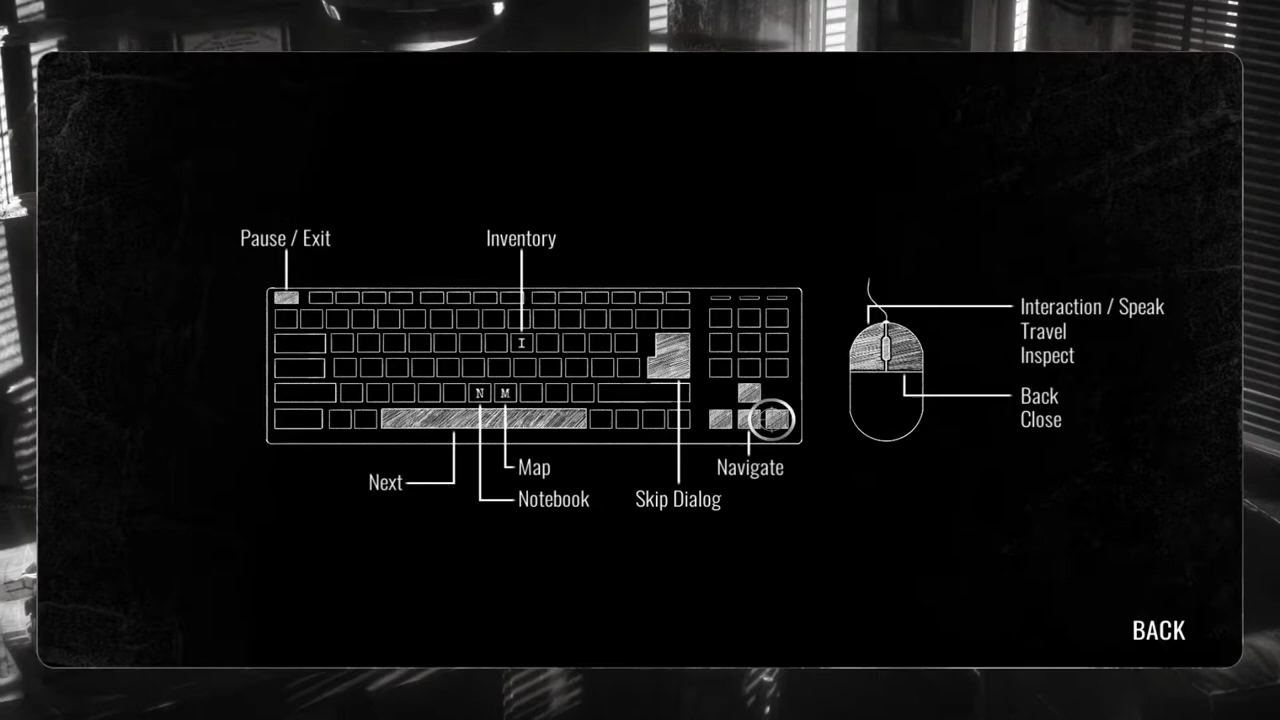 Pause / Exit
Inventory
I
N
M
Next
Map
Notebook
Skip Dialog
Navigate
Interaction / Speak
Travel
Inspect
Back
Close
BACK